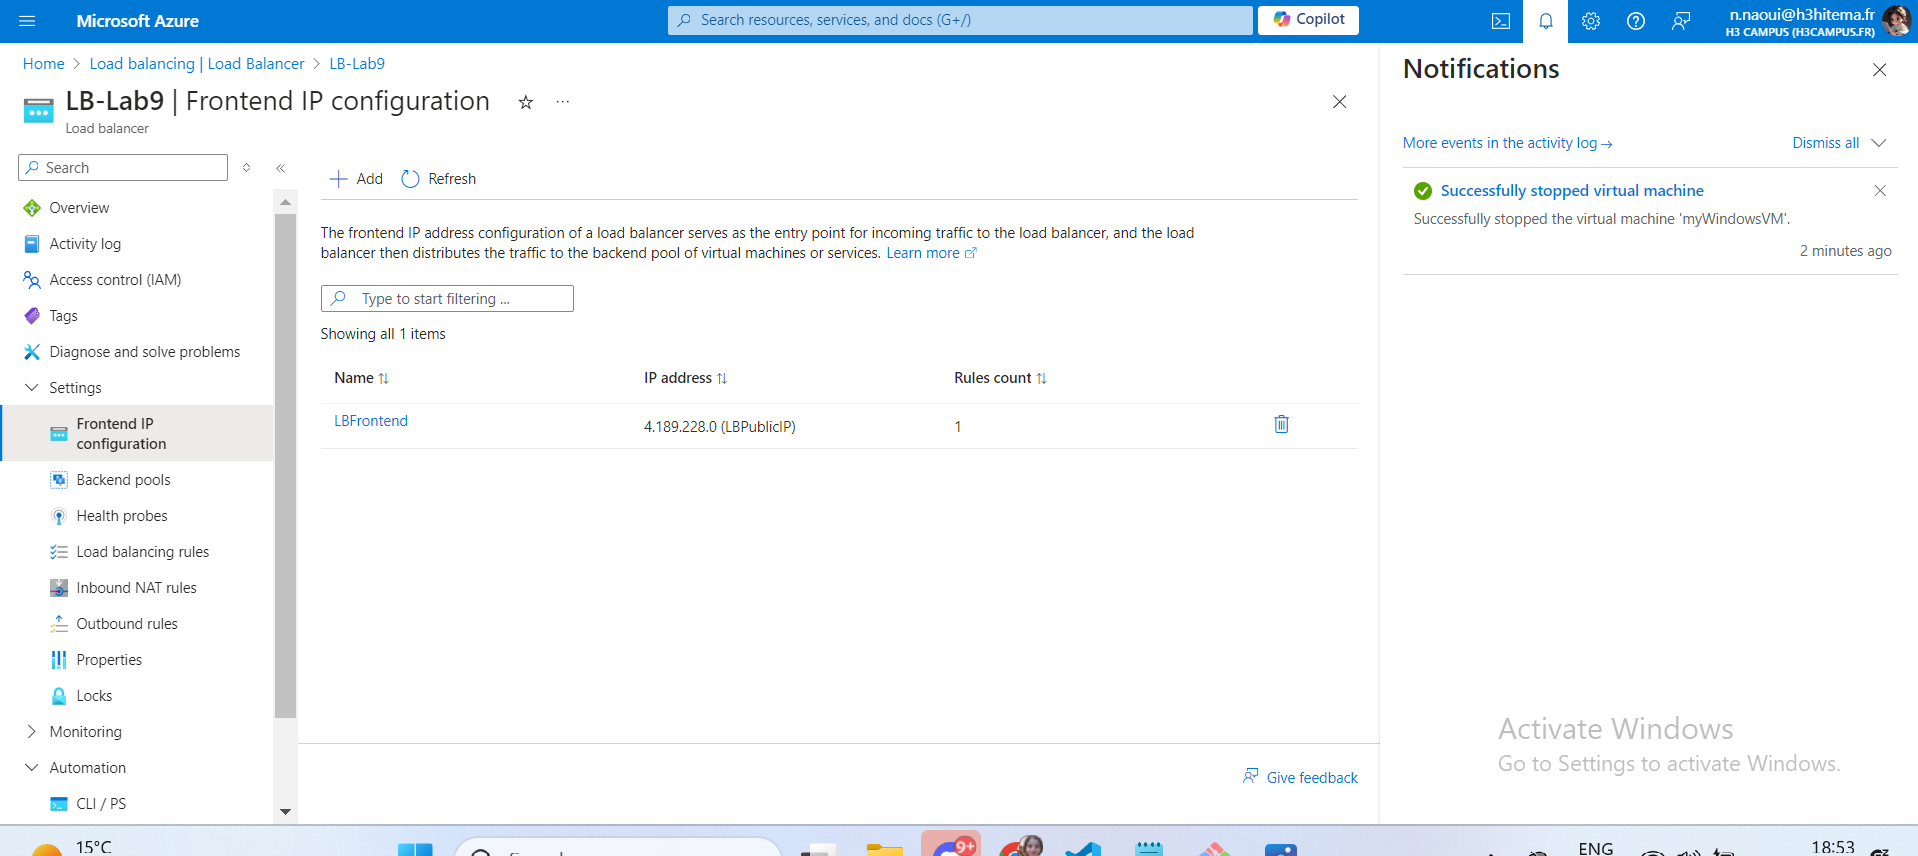 Microsoft Azure
Search resources, services, and docs (G+/)
Copilot
n.naoui@h3hitema.fr
H3 CAMPUS (H3CAMPUS.FR)
Home > Load balancing | Load Balancer > LB-Lab9
LB-Lab9 | Frontend IP configuration
Load balancer
Search
Overview
Activity log
Access control (IAM)
Tags
Diagnose and solve problems
Settings
Frontend IP
configuration
Backend pools
Health probes
Load balancing rules
Inbound NAT rules
Outbound rules
Properties
Locks
Monitoring
Automation
CLI / PS
Add
Refresh
The frontend IP address configuration of a load balancer serves as the entry point for incoming traffic to the load balancer, and the load
balancer then distributes the traffic to the backend pool of virtual machines or services. Learn more
Type to start filtering ...
Showing all 1 items
Name IP address Rules count
LBFrontend 4.189.228.0 (LBPublicIP) 1
Give feedback
Notifications
More events in the activity log →
Dismiss all
Successfully stopped virtual machine
Successfully stopped the virtual machine 'myWindowsVM'.
2 minutes ago
Activate Windows
Go to Settings to activate Windows.
15°C
9+
ENG
18:53